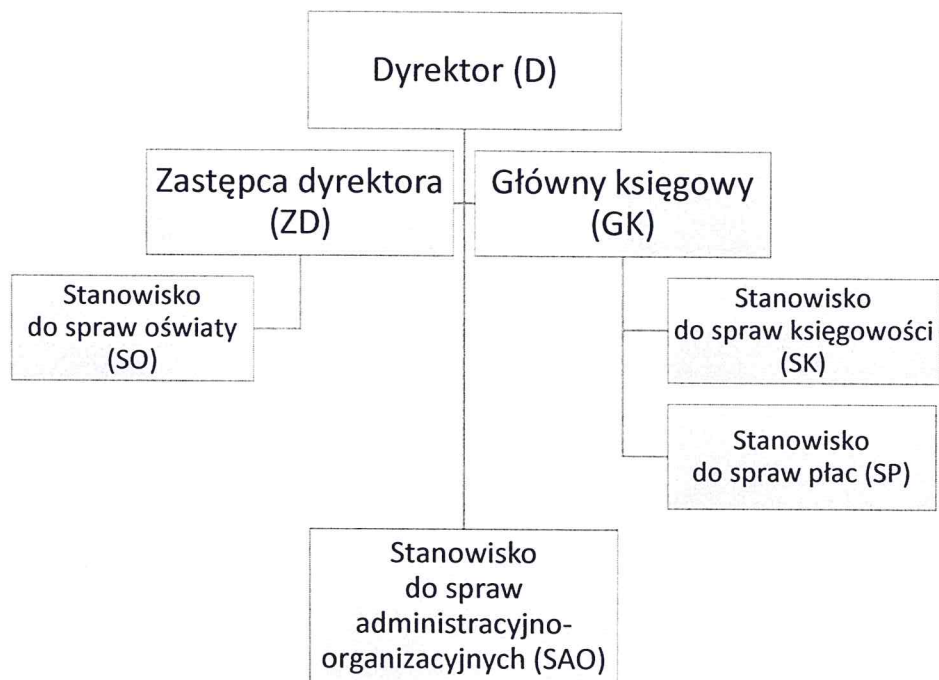 Dyrektor (D)
Zastępca dyrektora
(ZD)
Główny księgowy
(GK)
Stanowisko
do spraw oświaty
(SO)
Stanowisko
do spraw księgowości
(SK)
Stanowisko
do spraw płac (SP)
Stanowisko
do spraw
administracyjno-
organizacyjnych (SAO)